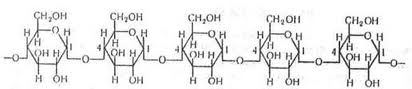 CH₂OH CH₂OH CH₂OH CH₂OH CH₂OH
H O H H O H H O H H O H H O H
H 1 4 H 1 4 H 1 4 H 1 4 H 1
OH H OH H OH H OH H OH H
O O O O O O
H OH H OH H OH H OH H OH